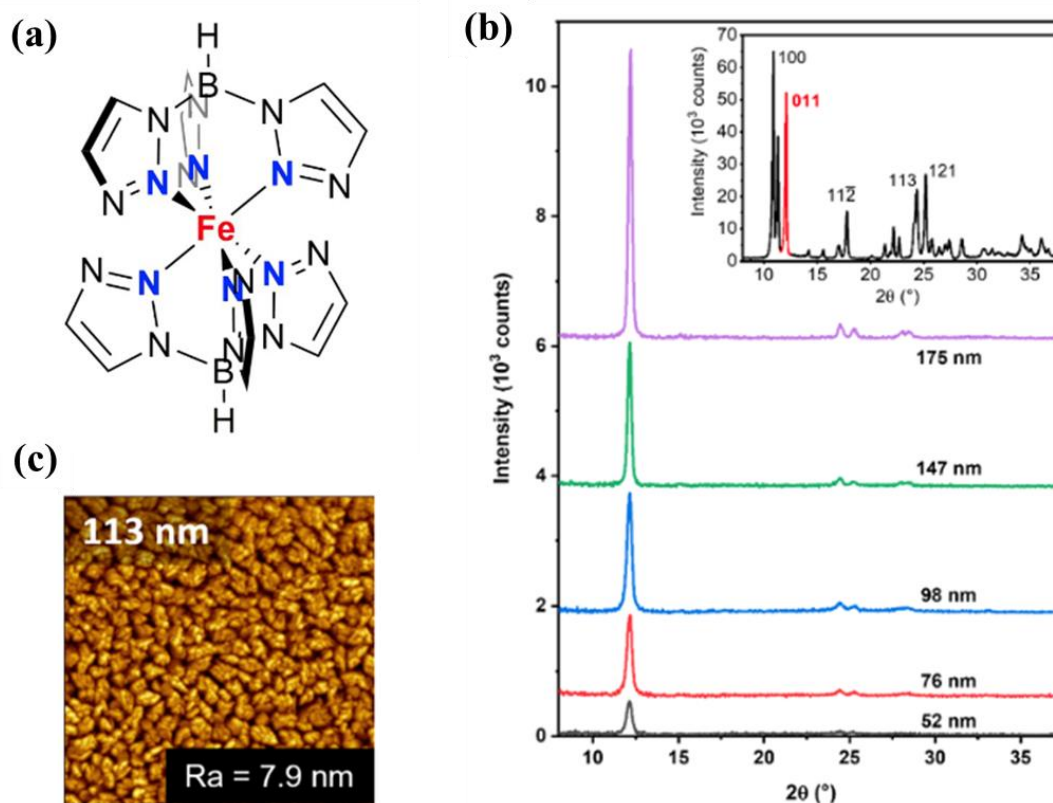 (a)
H
B
N
N
N
N
N
N
N
N
N
Fe
N
N
N
N
N
N
N
N
N
B
H
(b)
Intensity (10³ counts)
10
8
6
4
2
0
10
15
20
25
30
35
2θ (°)
175 nm
147 nm
98 nm
76 nm
52 nm
Intensity (10³ counts)
70
60
50
40
30
20
10
0
100
011
112̅
113
121
10
15
20
25
30
35
2θ (°)
(c)
113 nm
Ra = 7.9 nm